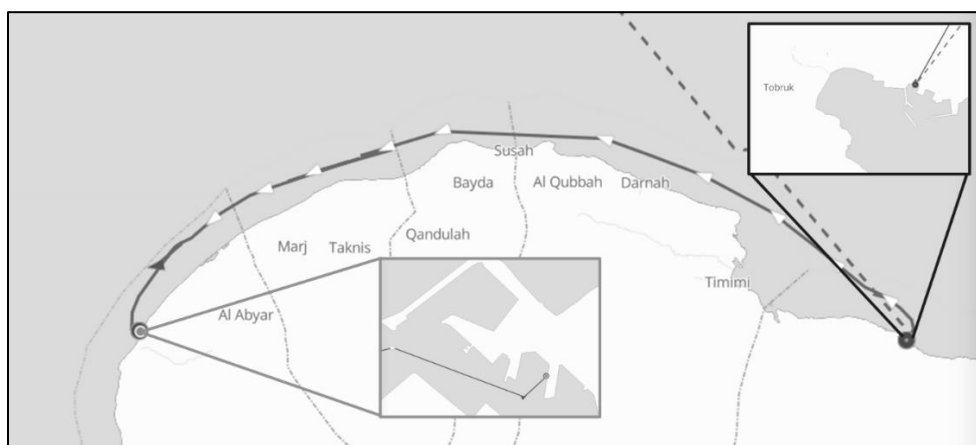 Tobruk
Susah
Bayda
Al Qubbah
Darnah
Qandulah
Marj
Taknis
Timimi
Al Abyar